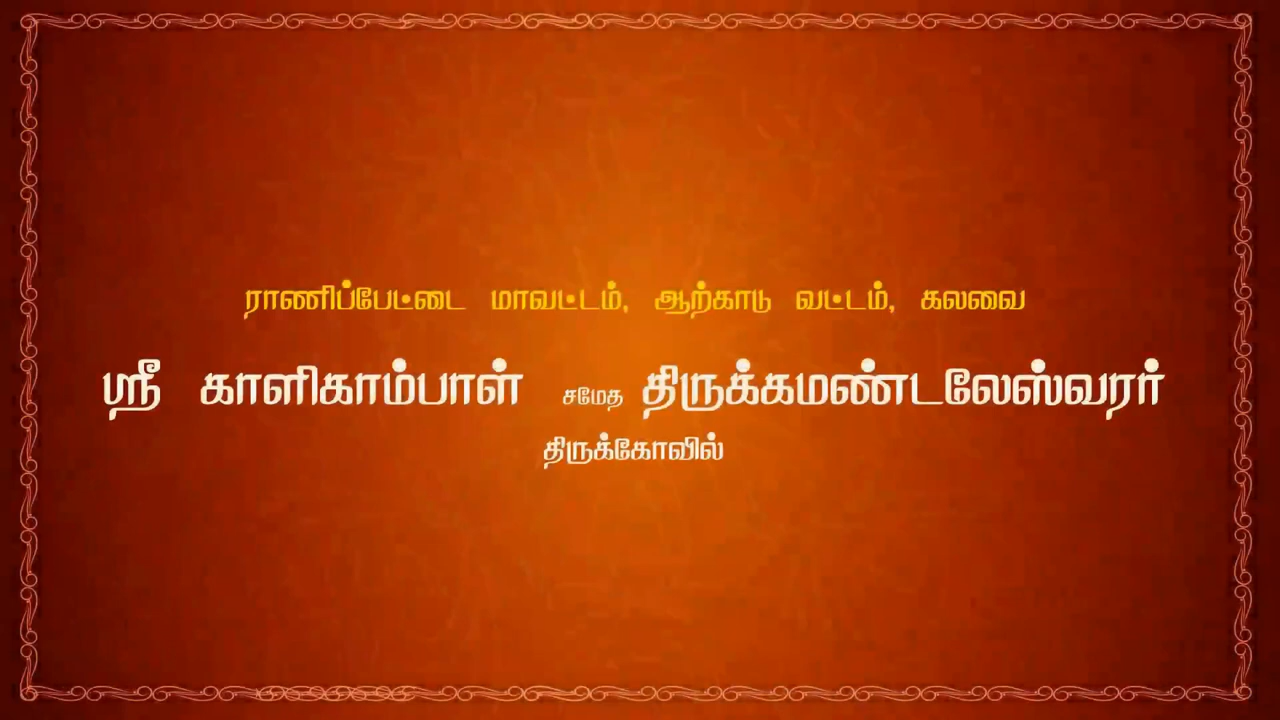 ராணிப்பேட்டை மாவட்டம், ஆற்காடு வட்டம், கலவை
ஸ்ரீ காளிகாம்பாள் சமேத திருக்கமண்டலேஸ்வரர்
திருக்கோவில்